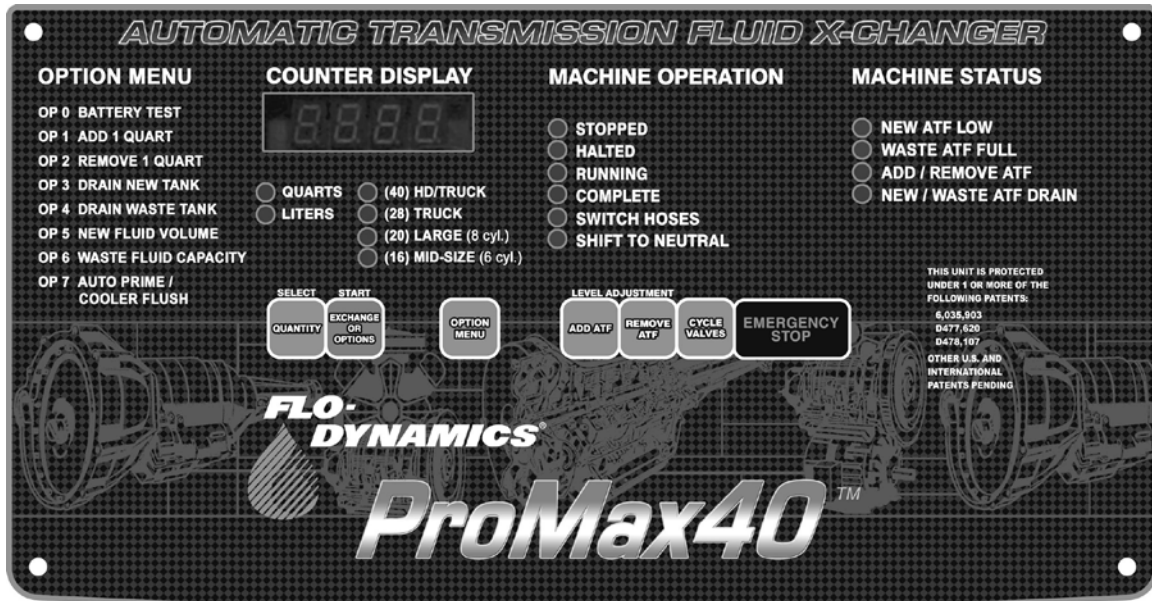 AUTOMATIC TRANSMISSION FLUID X-CHANGER
OPTION MENU
OP 0 BATTERY TEST
OP 1 ADD 1 QUART
OP 2 REMOVE 1 QUART
OP 3 DRAIN NEW TANK
OP 4 DRAIN WASTE TANK
OP 5 NEW FLUID VOLUME
OP 6 WASTE FLUID CAPACITY
OP 7 AUTO PRIME /
COOLER FLUSH
COUNTER DISPLAY
8888
QUARTS
LITERS
(40) HD/TRUCK
(28) TRUCK
(20) LARGE (8 cyl.)
(16) MID-SIZE (6 cyl.)
MACHINE OPERATION
STOPPED
HALTED
RUNNING
COMPLETE
SWITCH HOSES
SHIFT TO NEUTRAL
MACHINE STATUS
NEW ATF LOW
WASTE ATF FULL
ADD / REMOVE ATF
NEW / WASTE ATF DRAIN
SELECT
QUANTITY
START
EXCHANGE
OR
OPTIONS
OPTION
MENU
LEVEL ADJUSTMENT
ADD ATF
REMOVE
ATF
CYCLE
VALVES
EMERGENCY
STOP
THIS UNIT IS PROTECTED
UNDER 1 OR MORE OF THE
FOLLOWING PATENTS:
6,035,903
D477,620
D478,107
OTHER U.S. AND
INTERNATIONAL
PATENTS PENDING
FLO-
DYNAMICS®
ProMax40™